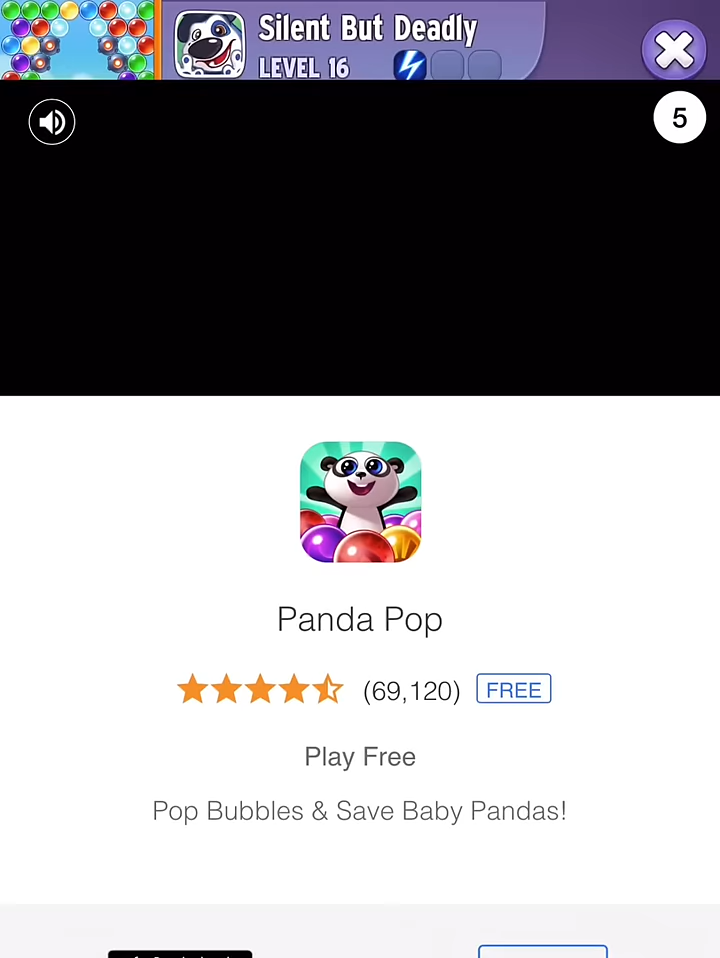 Silent But Deadly
LEVEL 16
5
Panda Pop
(69,120) FREE
Play Free
Pop Bubbles & Save Baby Pandas!